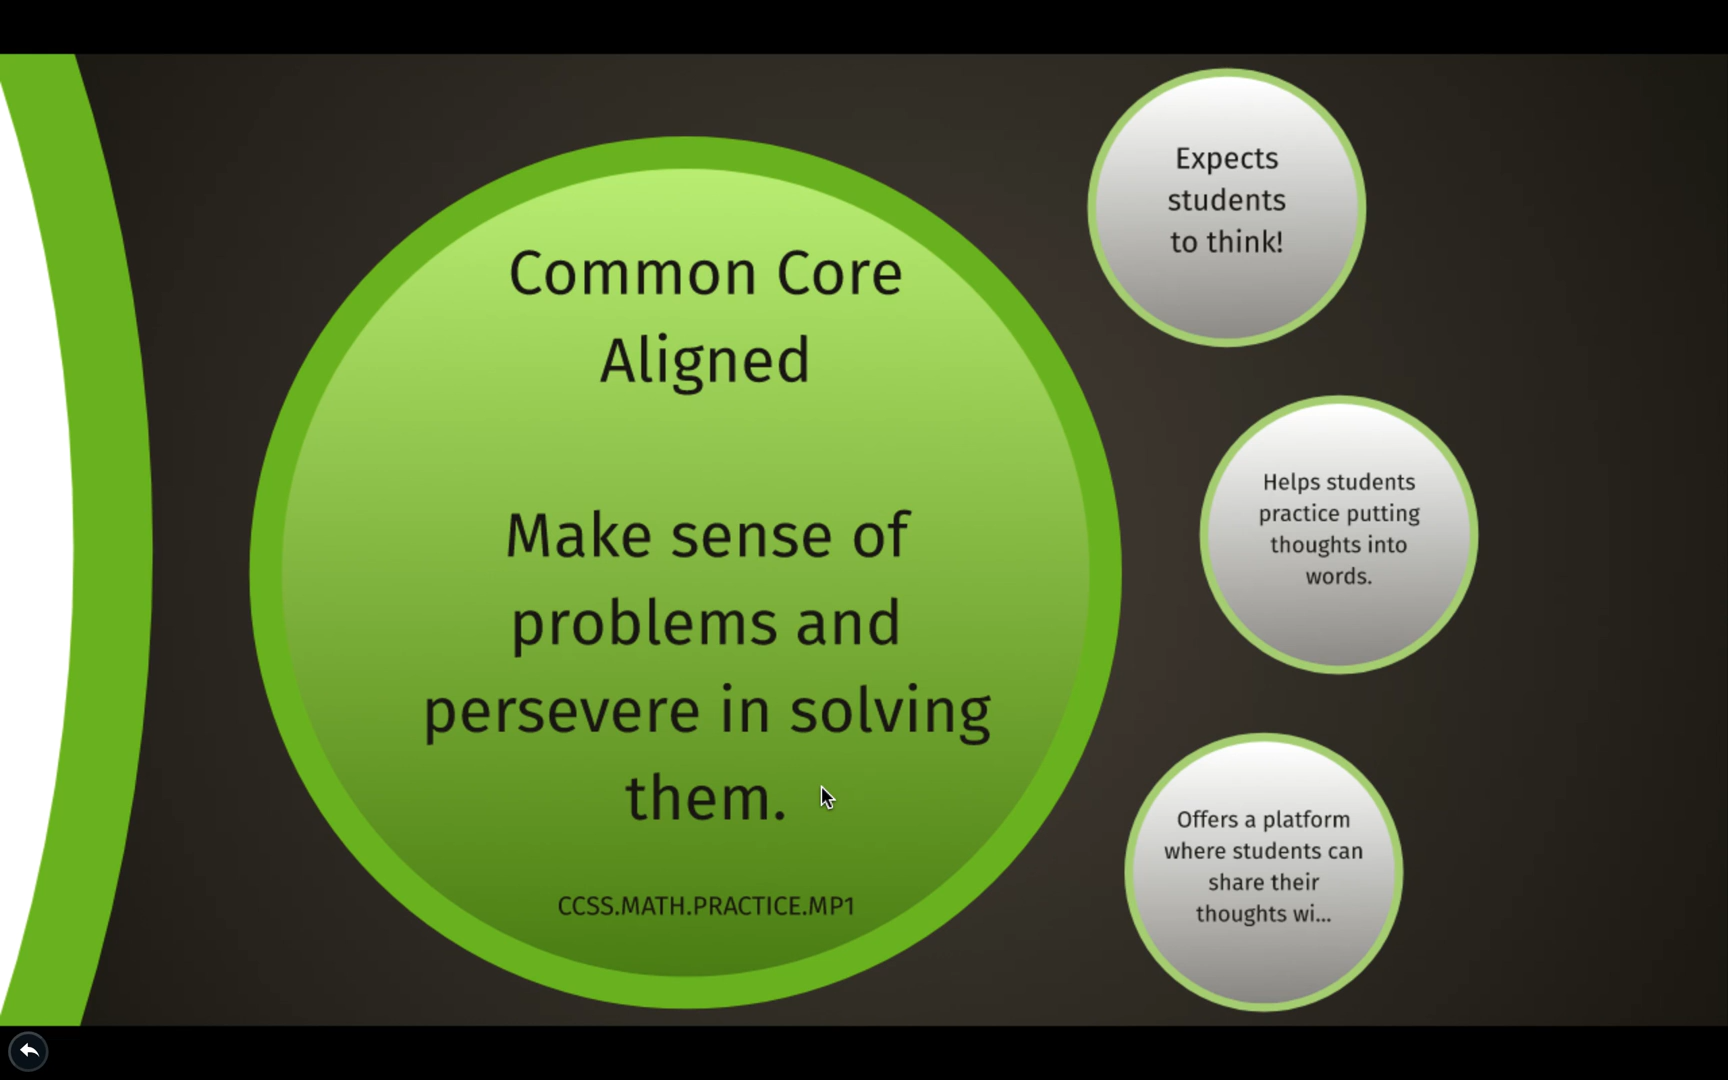 Common Core
Aligned
Make sense of
problems and
persevere in solving
them.
CCSS.MATH.PRACTICE.MP1
Expects
students
to think!
Helps students
practice putting
thoughts into
words.
Offers a platform
where students can
share their
thoughts wi...